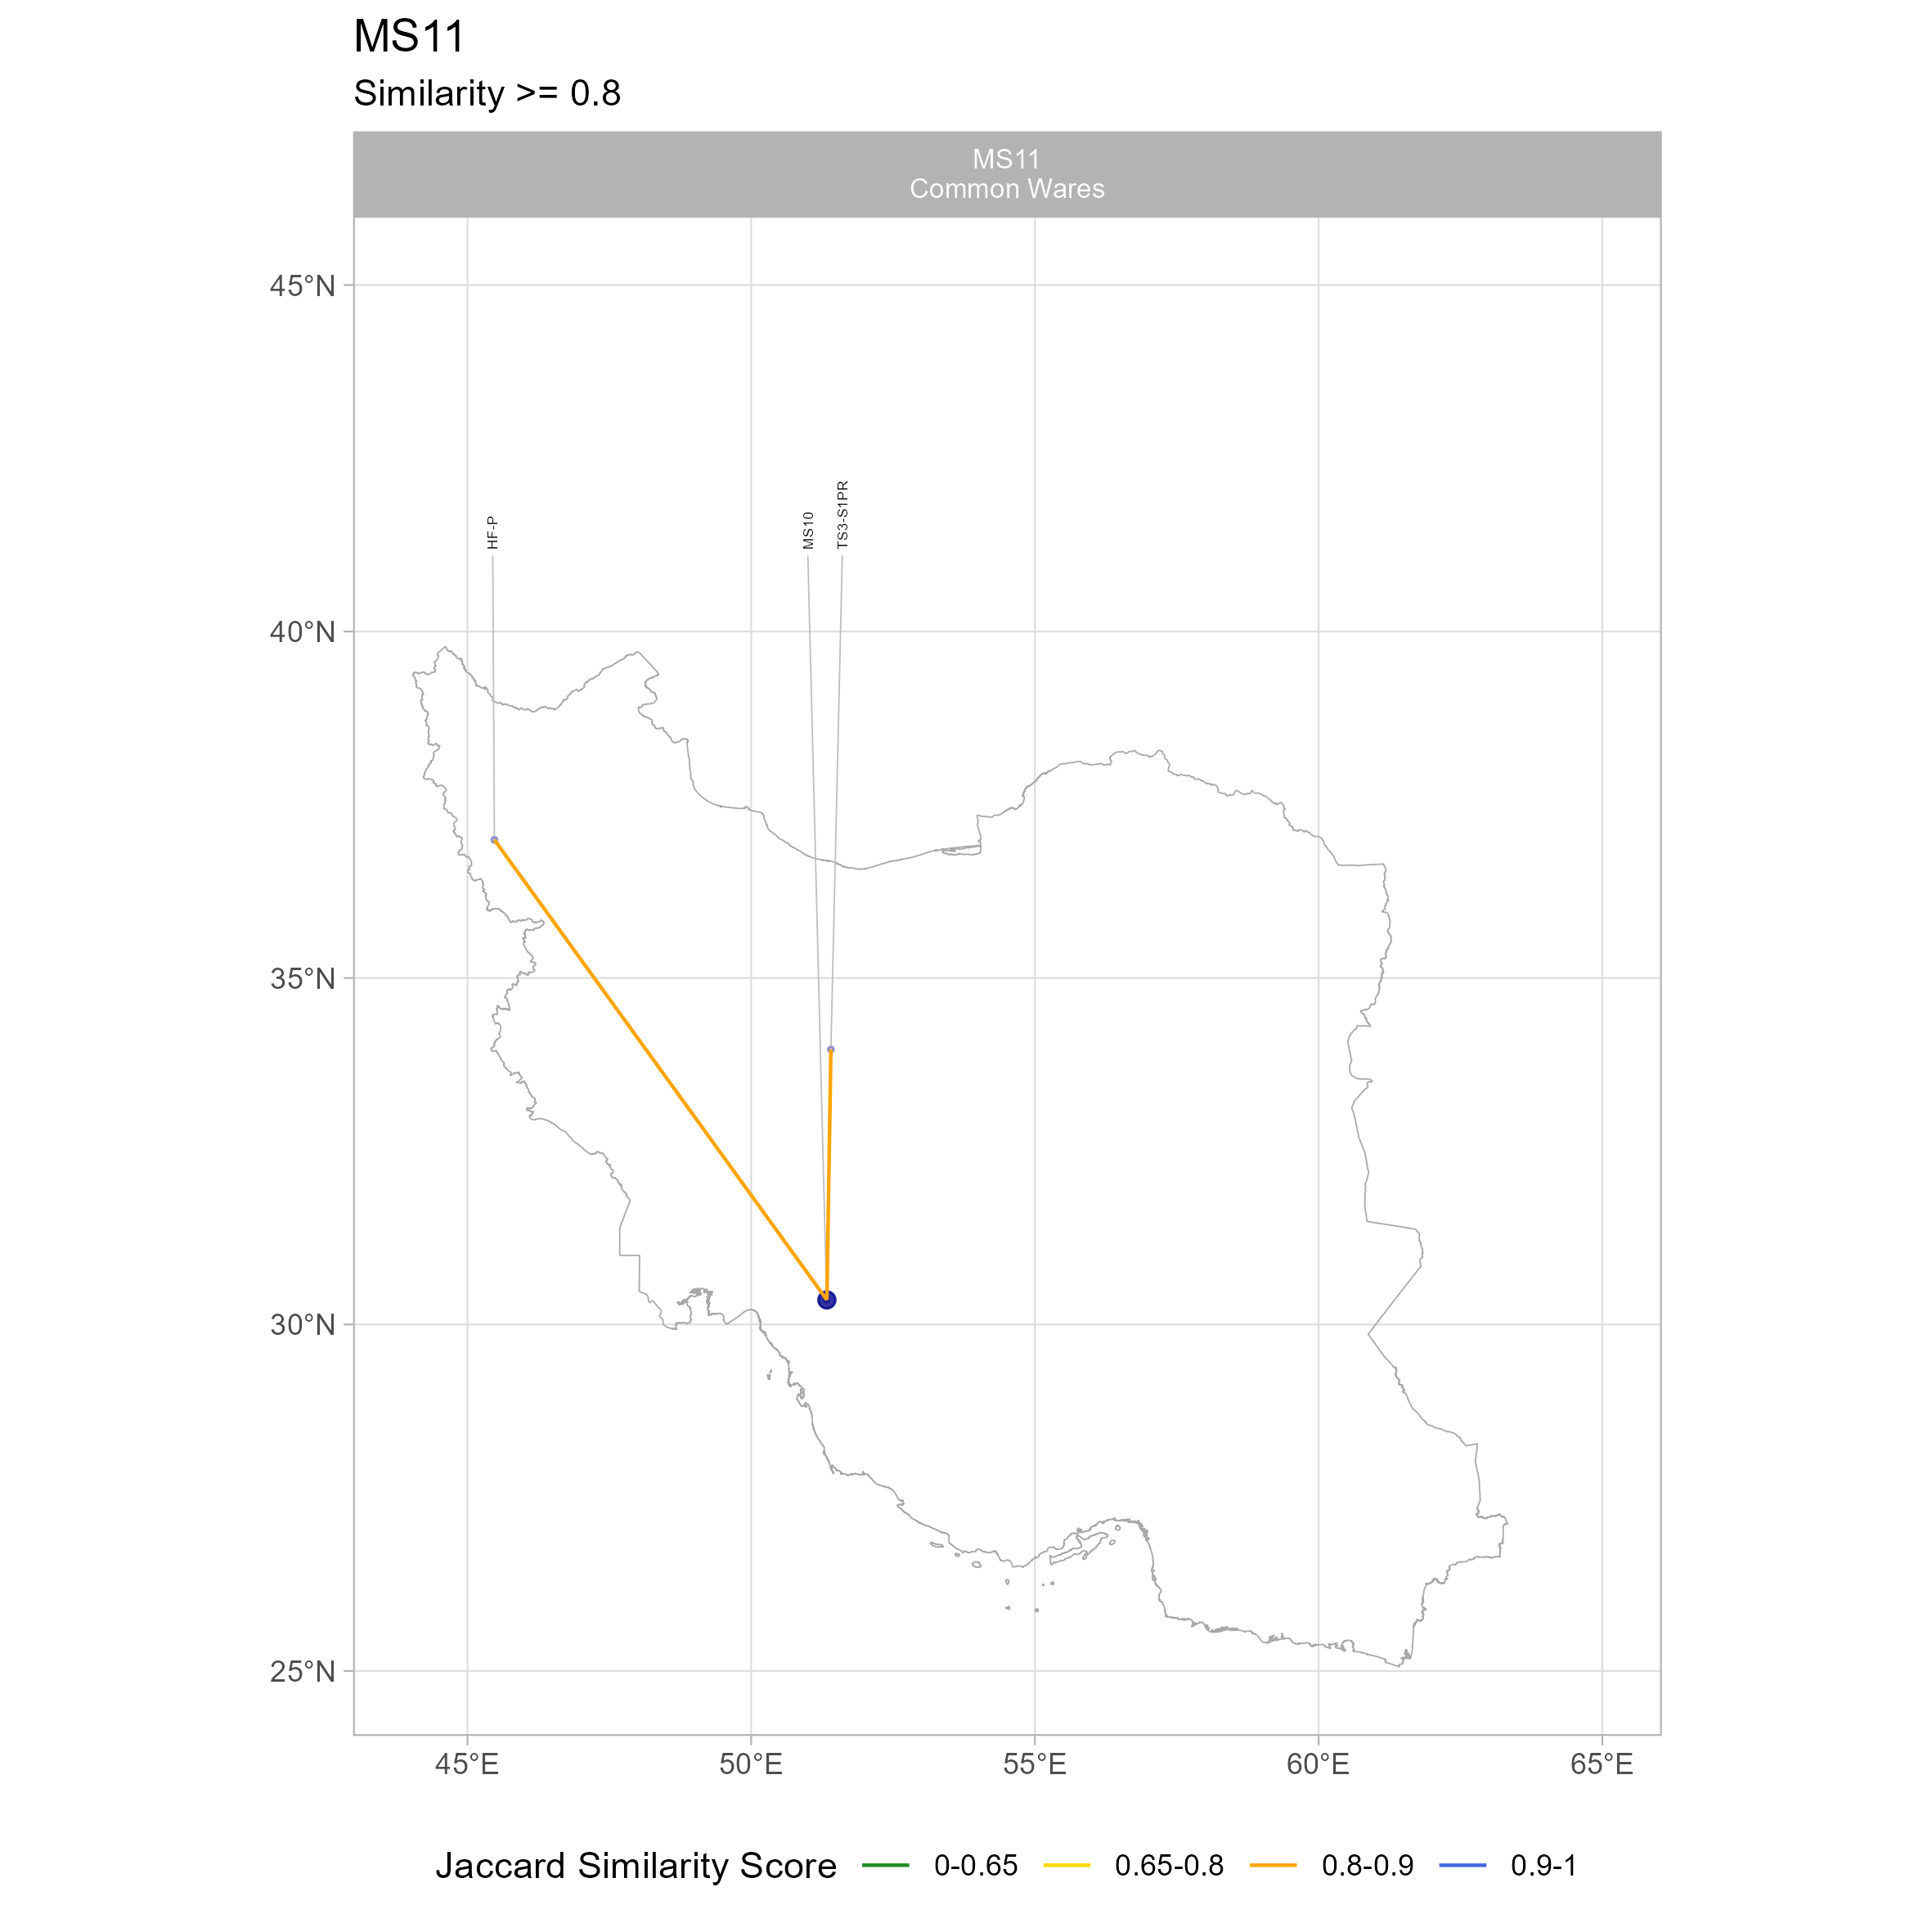 MS11
Similarity >= 0.8
MS11
Common Wares
45°N
40°N
35°N
30°N
25°N
HF-P
MS10
TS3-S1PR
45°E
50°E
55°E
60°E
65°E
Jaccard Similarity Score 0-0.65 0.65-0.8 0.8-0.9 0.9-1